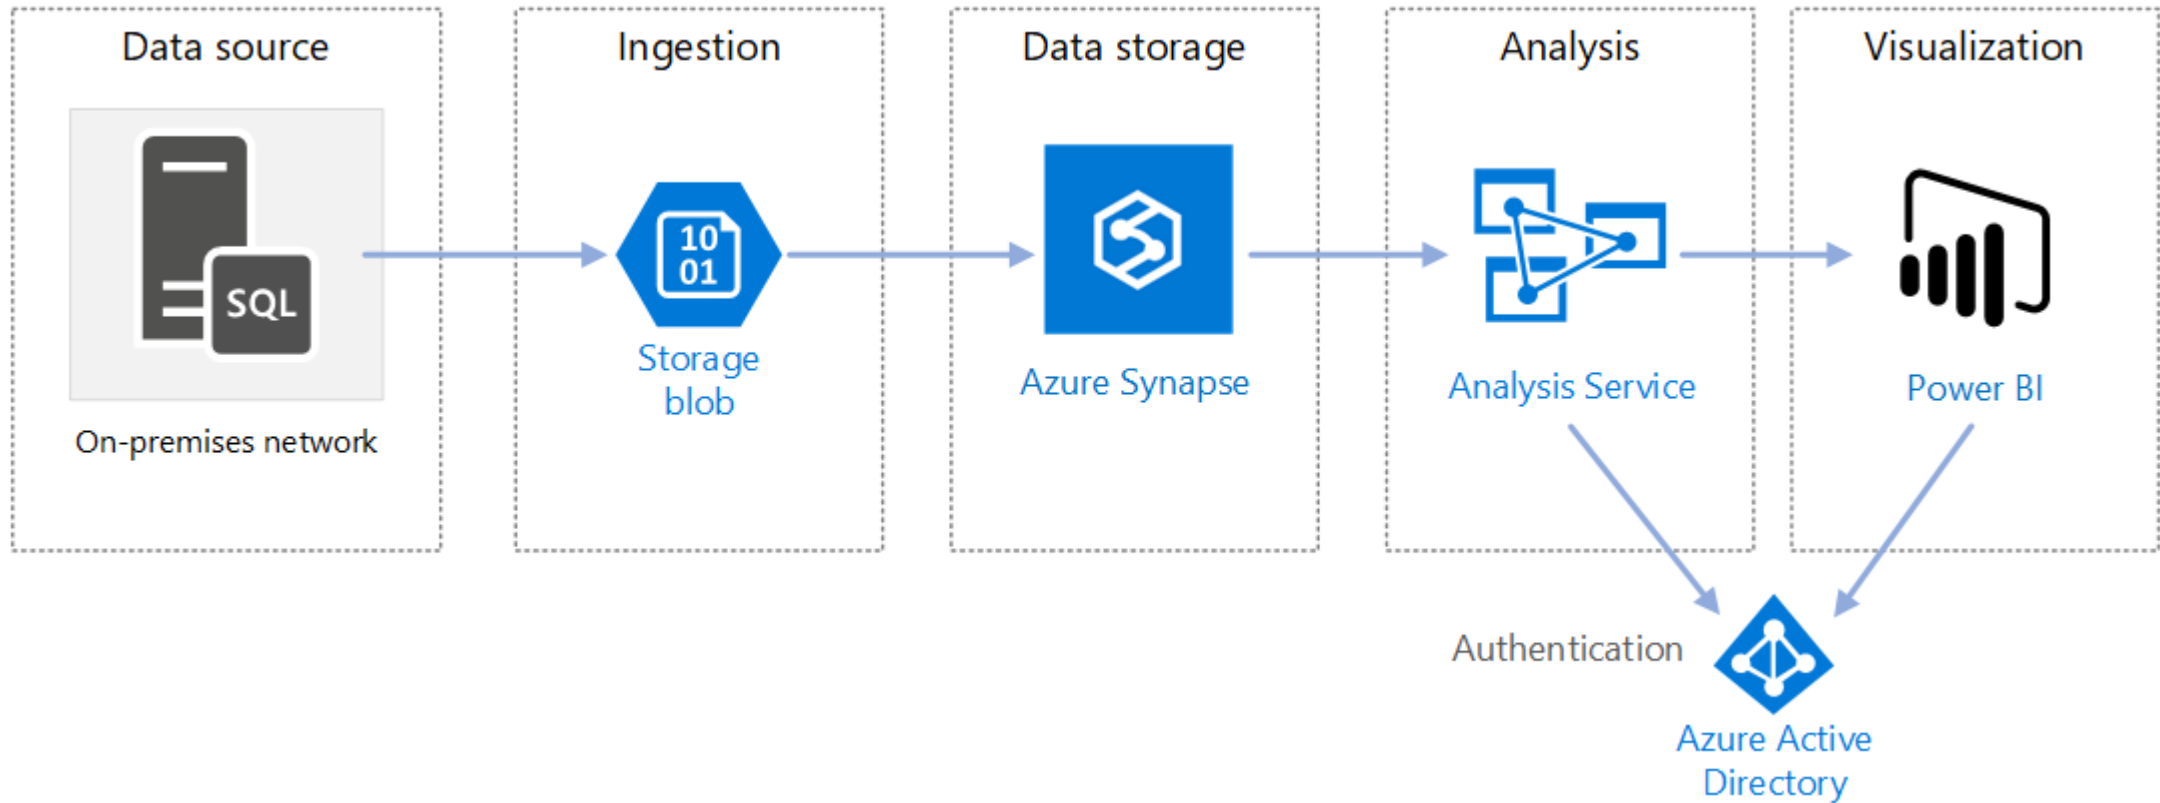 Data source
Ingestion
Data storage
Analysis
Visualization
SQL
On-premises network
10
01
Storage
blob
Azure Synapse
Analysis Service
Power BI
Authentication
Azure Active
Directory